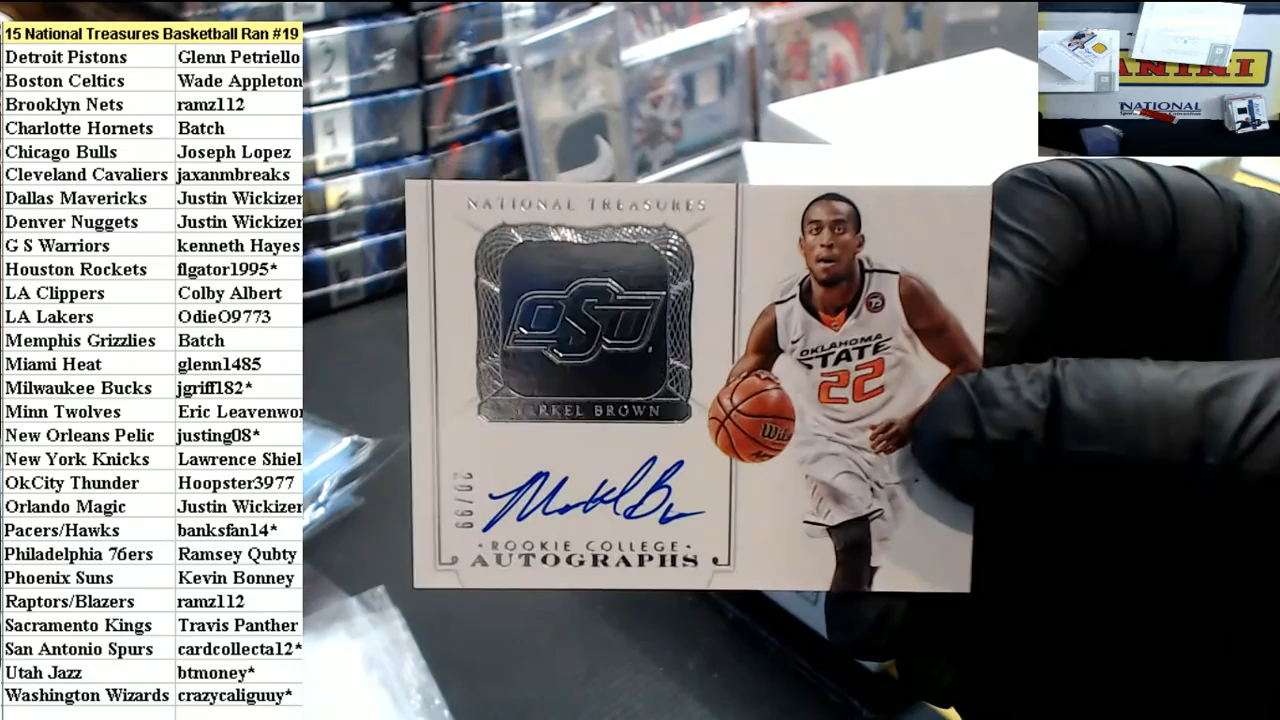 15 National Treasures Basketball Ran #19
Detroit Pistons Glenn Petriello
Boston Celtics Wade Appleton
Brooklyn Nets ramz112
Charlotte Hornets Batch
Chicago Bulls Joseph Lopez
Cleveland Cavaliers jaxanmbreaks
Dallas Mavericks Justin Wickizer
Denver Nuggets Justin Wickizer
G S Warriors kenneth Hayes
Houston Rockets flgator1995*
LA Clippers Colby Albert
LA Lakers OdieO9773
Memphis Grizzlies Batch
Miami Heat glenn1485
Milwaukee Bucks jgriff182*
Minn Twolves Eric Leavenwo
New Orleans Pelic justing08*
New York Knicks Lawrence Shiel
OkCity Thunder Hoopster3977
Orlando Magic Justin Wickizer
Pacers/Hawks banksfan14*
Philadelphia 76ers Ramsey Qubty
Phoenix Suns Kevin Bonney
Raptors/Blazers ramz112
Sacramento Kings Travis Panther
San Antonio Spurs cardcollecta12*
Utah Jazz btmoney*
Washington Wizards crazycaliguuy*
NATIONAL TREASURES
OSU
MARKEL BROWN
20/99
·ROOKIE COLLEGE·
AUTOGRAPHS
OKLAHOMA
STATE
22
PANINI
NATIONAL